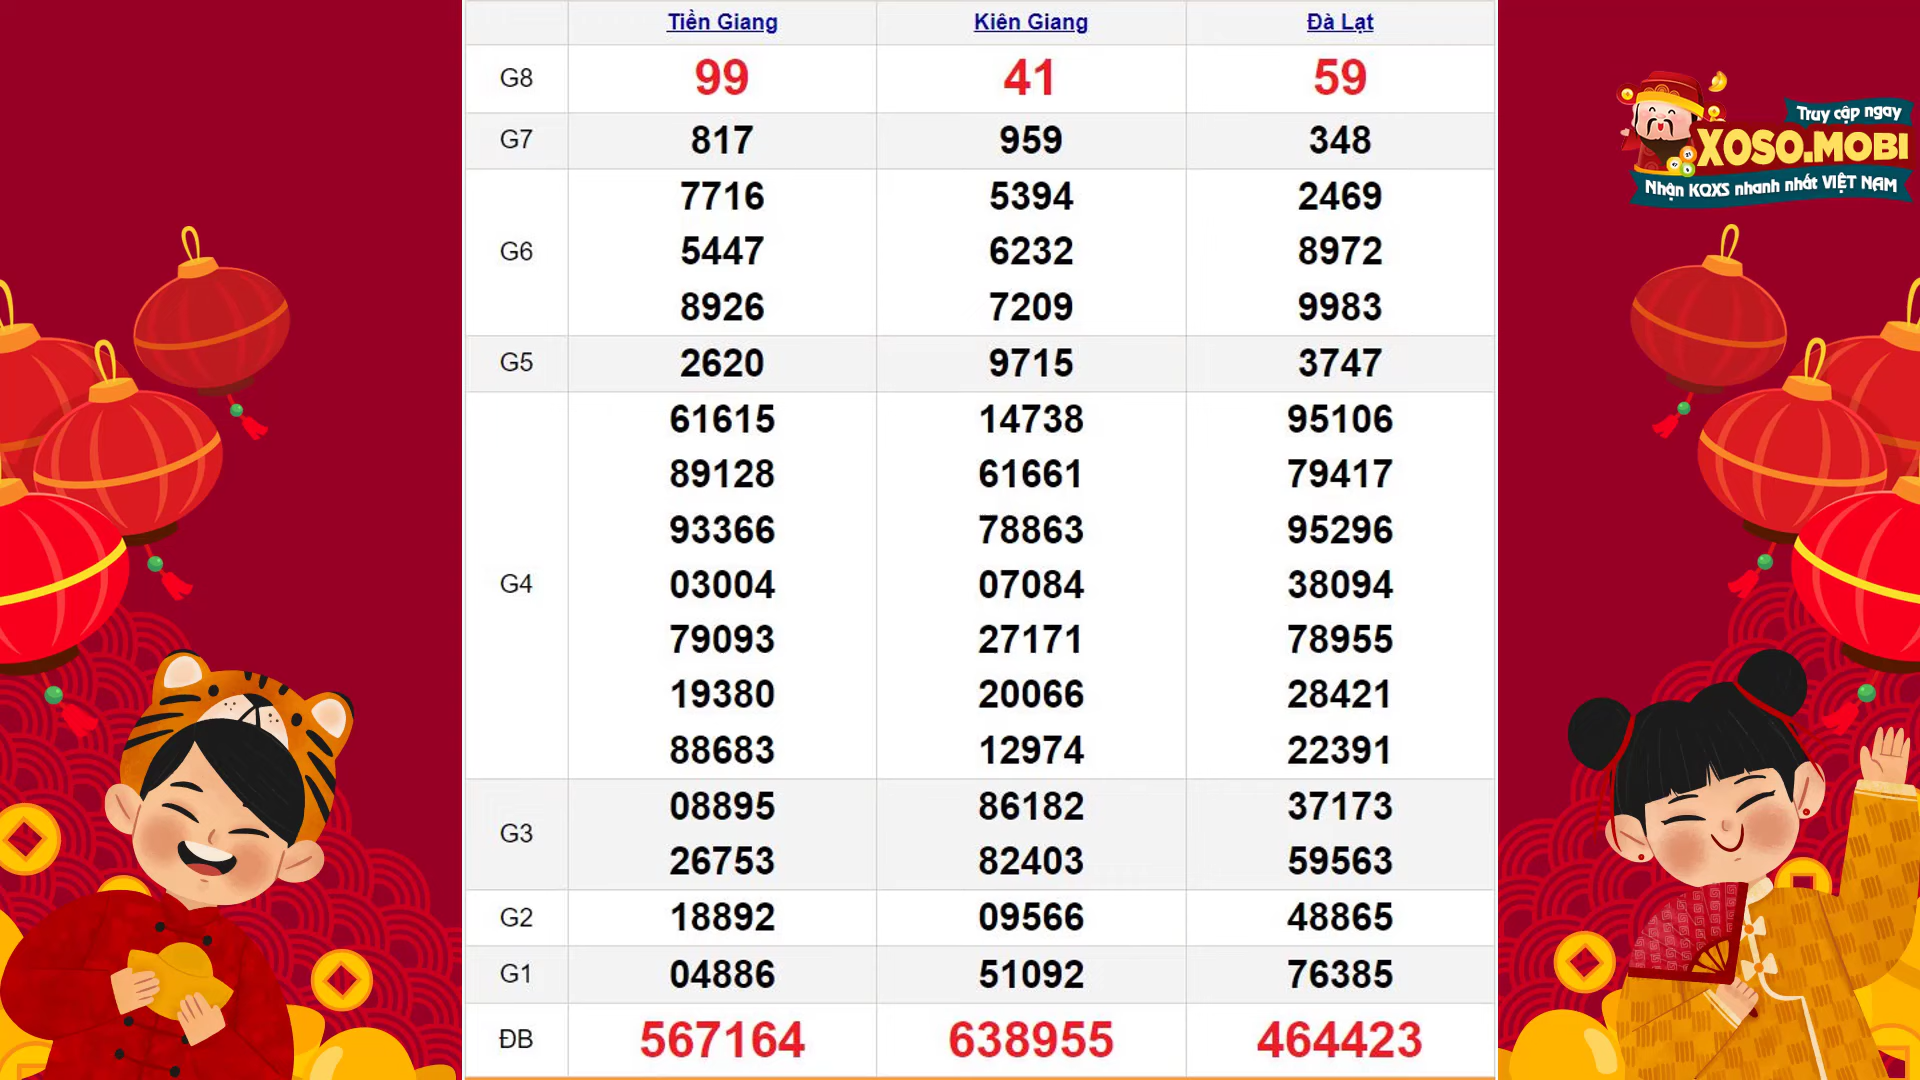 Tiền Giang Kiên Giang Đà Lạt
G8 99 41 59
G7 817 959 348
7716 5394 2469
G6 5447 6232 8972
8926 7209 9983
G5 2620 9715 3747
61615 14738 95106
89128 61661 79417
93366 78863 95296
G4 03004 07084 38094
79093 27171 78955
19380 20066 28421
88683 12974 22391
G3 08895 86182 37173
26753 82403 59563
G2 18892 09566 48865
G1 04886 51092 76385
ĐB 567164 638955 464423
Truy cập ngay
XOSO.MOBI
Nhận KQXS nhanh nhất VIỆT NAM